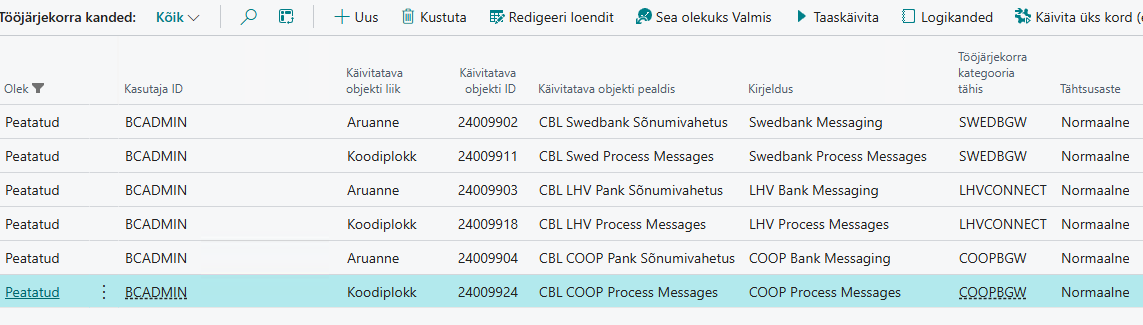 Tööjärjekorra kanded: Kõik Uus Kustuta Redigeeri loendit Sea olekuks Valmis Taaskäivita Logikanded Käivita üks kord (e
Olek Kasutaja ID Käivitatava objekti liik Käivitatava objekti ID Käivitatava objekti pealdis Kirjeldus Tööjärjekorra kategooria tähis Tähtsusaste
Peatatud BCADMIN Aruanne 24009902 CBL Swedbank Sõnumivahetus Swedbank Messaging SWEDBGW Normaalne
Peatatud BCADMIN Koodiplokk 24009911 CBL Swed Process Messages Swedbank Process Messages SWEDBGW Normaalne
Peatatud BCADMIN Aruanne 24009903 CBL LHV Pank Sõnumivahetus LHV Bank Messaging LHVCONNECT Normaalne
Peatatud BCADMIN Koodiplokk 24009918 CBL LHV Process Messages LHV Process Messages LHVCONNECT Normaalne
Peatatud BCADMIN Aruanne 24009904 CBL COOP Pank Sõnumivahetus COOP Bank Messaging COOPBGW Normaalne
Peatatud BCADMIN Koodiplokk 24009924 CBL COOP Process Messages COOP Process Messages COOPBGW Normaalne